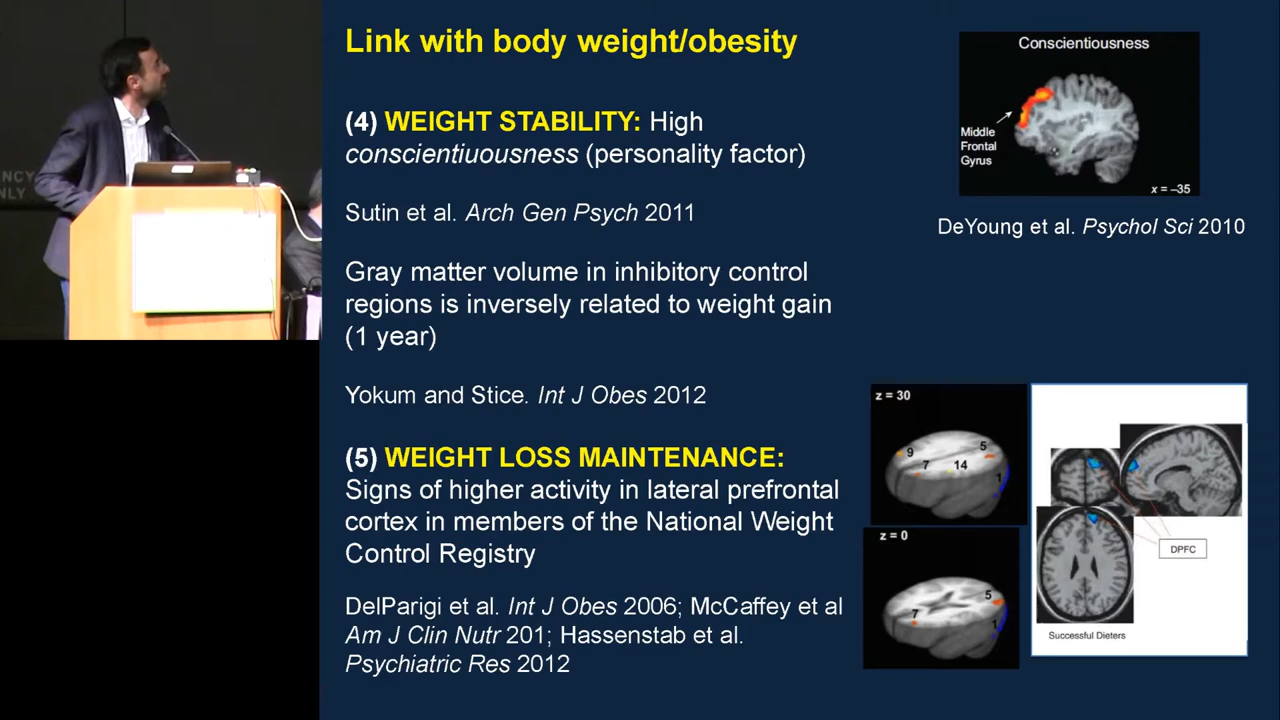 Link with body weight/obesity
(4) WEIGHT STABILITY: High
conscientiuousness (personality factor)
Sutin et al. Arch Gen Psych 2011
Gray matter volume in inhibitory control
regions is inversely related to weight gain
(1 year)
Yokum and Stice. Int J Obes 2012
(5) WEIGHT LOSS MAINTENANCE:
Signs of higher activity in lateral prefrontal
cortex in members of the National Weight
Control Registry
DelParigi et al. Int J Obes 2006; McCaffey et al
Am J Clin Nutr 201; Hassenstab et al.
Psychiatric Res 2012
Conscientiousness
Middle
Frontal
Gyrus
x = –35
DeYoung et al. Psychol Sci 2010
z = 30
9
5
7
14
1
z = 0
5
7
1
DPFC
Successful Dieters
NCY
NLY